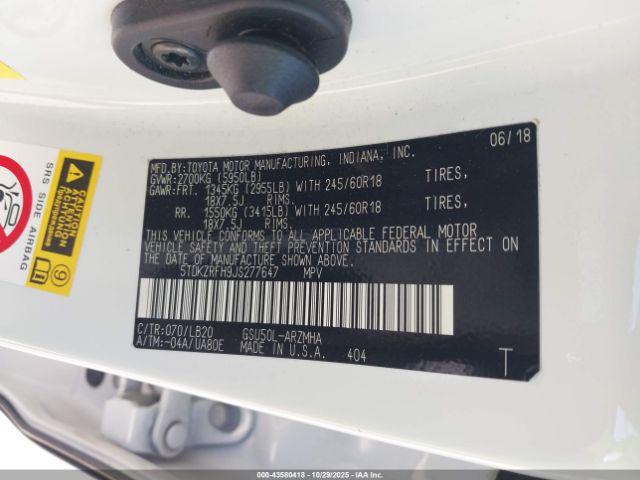 06/18
MFD.BY:TOYOTA MOTOR MANUFACTURING, INDIANA, INC.
GVWR:2700KG (5950LB)
GAWR:FRT. 1345KG (2955LB) WITH 245/60R18 TIRES,
18X7.5J RIMS.
RR. 1550KG (3415LB) WITH 245/60R18 TIRES,
18X7.5J RIMS.
THIS VEHICLE CONFORMS TO ALL APPLICABLE FEDERAL MOTOR
VEHICLE SAFETY AND THEFT PREVENTION STANDARDS IN EFFECT ON
THE DATE OF MANUFACTURE SHOWN ABOVE.
5TDKZRFH9JS277647 MPV
C/TR:070/LB20 GSU50L-ARZMHA
A/TM:-04A/UA80E MADE IN U.S.A. 404
T
SRS SIDE AIRBAG
9
000-43580418 | 10/29/2025 | IAAI.COM